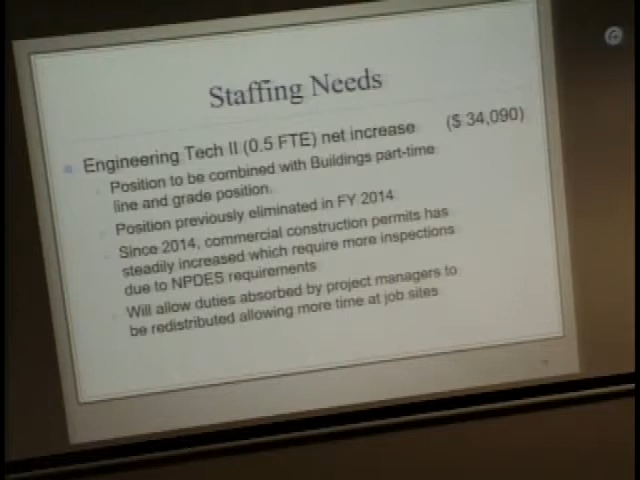 Staffing Needs
Engineering Tech II (0.5 FTE) net increase ($ 34,090)
Position to be combined with Buildings part-time
line and grade position.
Position previously eliminated in FY 2014
Since 2014, commercial construction permits has
steadily increased which require more inspections
due to NPDES requirements
Will allow duties absorbed by project managers to
be redistributed allowing more time at job sites